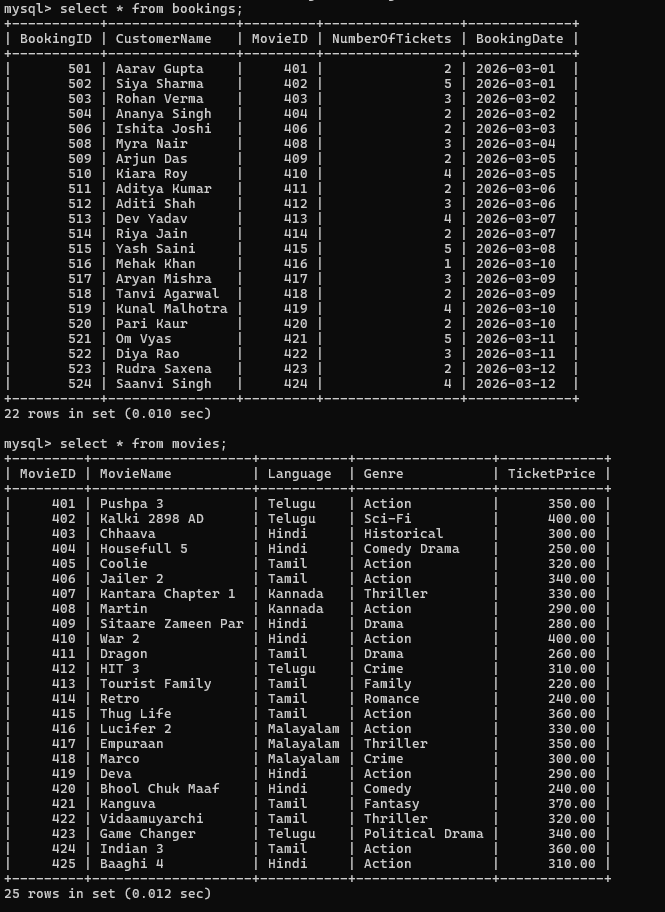 mysql> select * from bookings;
+-----------+----------------+---------+-----------------+-------------+
| BookingID | CustomerName   | MovieID | NumberOfTickets | BookingDate |
+-----------+----------------+---------+-----------------+-------------+
|       501 | Aarav Gupta    |     401 |               2 | 2026-03-01  |
|       502 | Siya Sharma    |     402 |               5 | 2026-03-01  |
|       503 | Rohan Verma    |     403 |               3 | 2026-03-02  |
|       504 | Ananya Singh   |     404 |               2 | 2026-03-02  |
|       506 | Ishita Joshi   |     406 |               2 | 2026-03-03  |
|       508 | Myra Nair      |     408 |               3 | 2026-03-04  |
|       509 | Arjun Das      |     409 |               2 | 2026-03-05  |
|       510 | Kiara Roy      |     410 |               4 | 2026-03-05  |
|       511 | Aditya Kumar   |     411 |               2 | 2026-03-06  |
|       512 | Aditi Shah     |     412 |               3 | 2026-03-06  |
|       513 | Dev Yadav      |     413 |               4 | 2026-03-07  |
|       514 | Riya Jain      |     414 |               2 | 2026-03-07  |
|       515 | Yash Saini     |     415 |               5 | 2026-03-08  |
|       516 | Mehak Khan     |     416 |               1 | 2026-03-10  |
|       517 | Aryan Mishra   |     417 |               3 | 2026-03-09  |
|       518 | Tanvi Agarwal  |     418 |               2 | 2026-03-09  |
|       519 | Kunal Malhotra |     419 |               4 | 2026-03-10  |
|       520 | Pari Kaur      |     420 |               2 | 2026-03-10  |
|       521 | Om Vyas        |     421 |               5 | 2026-03-11  |
|       522 | Diya Rao       |     422 |               3 | 2026-03-11  |
|       523 | Rudra Saxena   |     423 |               2 | 2026-03-12  |
|       524 | Saanvi Singh   |     424 |               4 | 2026-03-12  |
+-----------+----------------+---------+-----------------+-------------+
22 rows in set (0.010 sec)
mysql> select * from movies;
+---------+--------------------+-----------+-----------------+-------------+
| MovieID | MovieName          | Language  | Genre           | TicketPrice |
+---------+--------------------+-----------+-----------------+-------------+
|     401 | Pushpa 3           | Telugu    | Action          |      350.00 |
|     402 | Kalki 2898 AD      | Telugu    | Sci-Fi          |      400.00 |
|     403 | Chhaava            | Hindi     | Historical      |      300.00 |
|     404 | Housefull 5        | Hindi     | Comedy Drama    |      250.00 |
|     405 | Coolie             | Tamil     | Action          |      320.00 |
|     406 | Jailer 2           | Tamil     | Action          |      340.00 |
|     407 | Kantara Chapter 1  | Kannada   | Thriller        |      330.00 |
|     408 | Martin             | Kannada   | Action          |      290.00 |
|     409 | Sitaare Zameen Par | Hindi     | Drama           |      280.00 |
|     410 | War 2              | Hindi     | Action          |      400.00 |
|     411 | Dragon             | Tamil     | Drama           |      260.00 |
|     412 | HIT 3              | Telugu    | Crime           |      310.00 |
|     413 | Tourist Family     | Tamil     | Family          |      220.00 |
|     414 | Retro              | Tamil     | Romance         |      240.00 |
|     415 | Thug Life          | Tamil     | Action          |      360.00 |
|     416 | Lucifer 2          | Malayalam | Action          |      330.00 |
|     417 | Empuraan           | Malayalam | Thriller        |      350.00 |
|     418 | Marco              | Malayalam | Crime           |      300.00 |
|     419 | Deva               | Hindi     | Action          |      290.00 |
|     420 | Bhool Chuk Maaf    | Hindi     | Comedy          |      240.00 |
|     421 | Kanguva            | Tamil     | Fantasy         |      370.00 |
|     422 | Vidaamuyarchi      | Tamil     | Thriller        |      320.00 |
|     423 | Game Changer       | Telugu    | Political Drama |      340.00 |
|     424 | Indian 3           | Tamil     | Action          |      360.00 |
|     425 | Baaghi 4           | Hindi     | Action          |      310.00 |
+---------+--------------------+-----------+-----------------+-------------+
25 rows in set (0.012 sec)